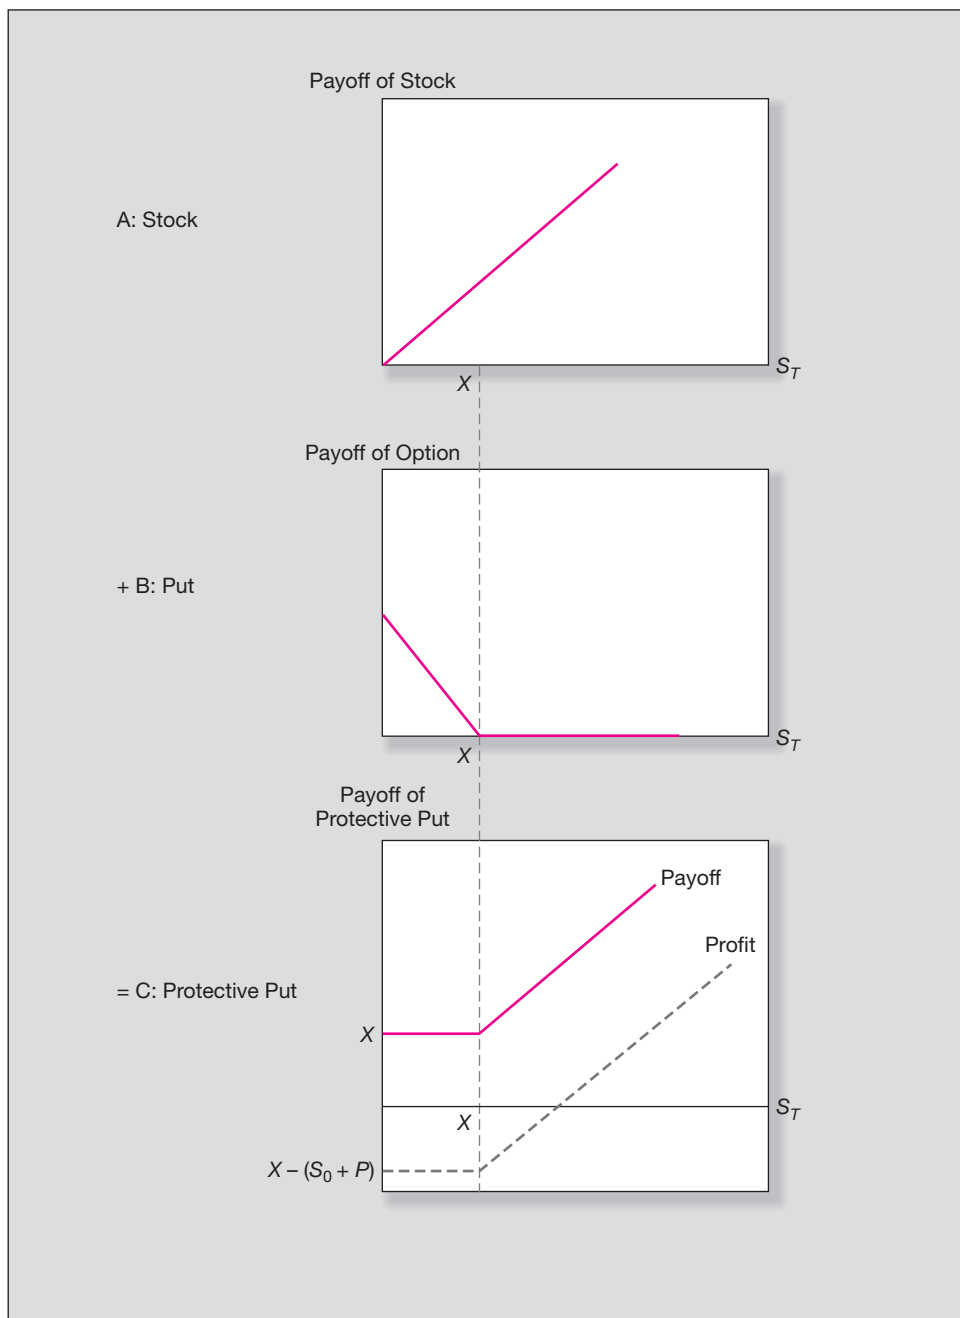 Payoff of Stock
A: Stock
X
S_T
Payoff of Option
+ B: Put
X
S_T
Payoff of
Protective Put
Payoff
Profit
= C: Protective Put
X
X
S_T
X – (S₀ + P)